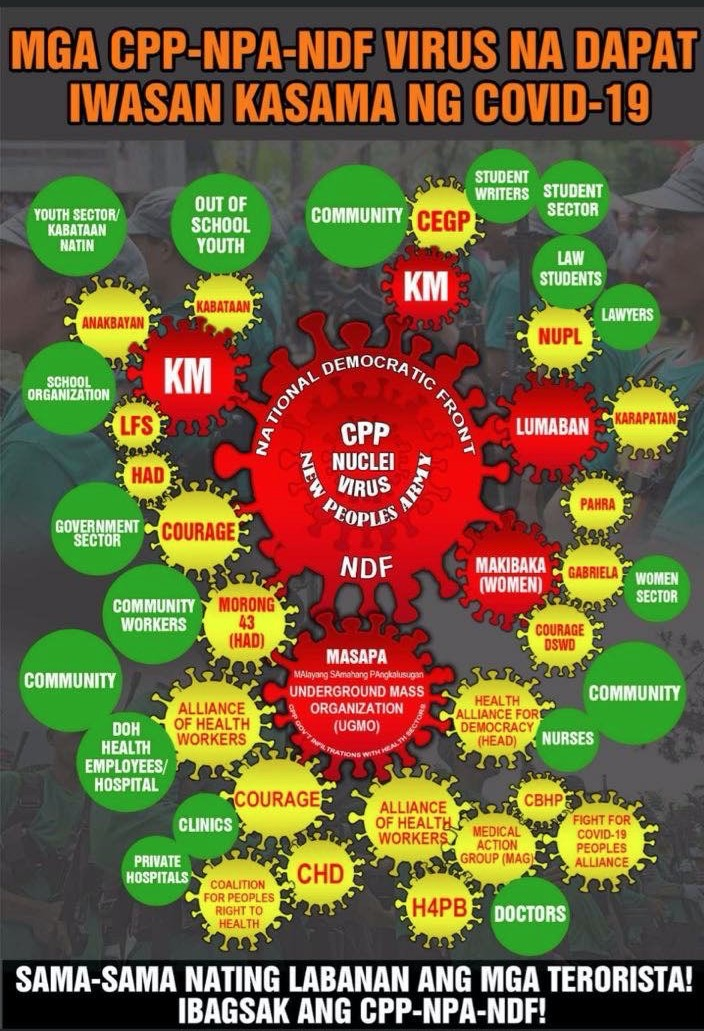 MGA CPP-NPA-NDF VIRUS NA DAPAT
IWASAN KASAMA NG COVID-19
YOUTH SECTOR/
KABATAAN
NATIN
OUT OF
SCHOOL
YOUTH
COMMUNITY
CEGP
STUDENT
WRITERS
STUDENT
SECTOR
KM
LAW
STUDENTS
LAWYERS
NUPL
ANAKBAYAN
KABATAAN
KM
SCHOOL
ORGANIZATION
LFS
HAD
NATIONAL DEMOCRATIC FRONT
CPP
NUCLEI
VIRUS
NEW PEOPLES ARMY
NDF
LUMABAN
KARAPATAN
PAHRA
GOVERNMENT
SECTOR
COURAGE
MAKIBAKA
(WOMEN)
GABRIELA
WOMEN
SECTOR
COMMUNITY
WORKERS
MORONG
43
(HAD)
COURAGE
DSWD
MASAPA
MAlayang SAmahang PAngkalusugan
UNDERGROUND MASS
ORGANIZATION
(UGMO)
CPP GOV'T INFILTRATIONS WITH HEALTH SECTORS
COMMUNITY
ALLIANCE
OF HEALTH
WORKERS
HEALTH
ALLIANCE FOR
DEMOCRACY
(HEAD)
COMMUNITY
NURSES
DOH
HEALTH
EMPLOYEES/
HOSPITAL
COURAGE
CLINICS
PRIVATE
HOSPITALS
COALITION
FOR PEOPLES
RIGHT TO
HEALTH
CHD
ALLIANCE
OF HEALTH
WORKERS
CBHP
MEDICAL
ACTION
GROUP (MAG)
FIGHT FOR
COVID-19
PEOPLES
ALLIANCE
H4PB
DOCTORS
SAMA-SAMA NATING LABANAN ANG MGA TERORISTA!
IBAGSAK ANG CPP-NPA-NDF!